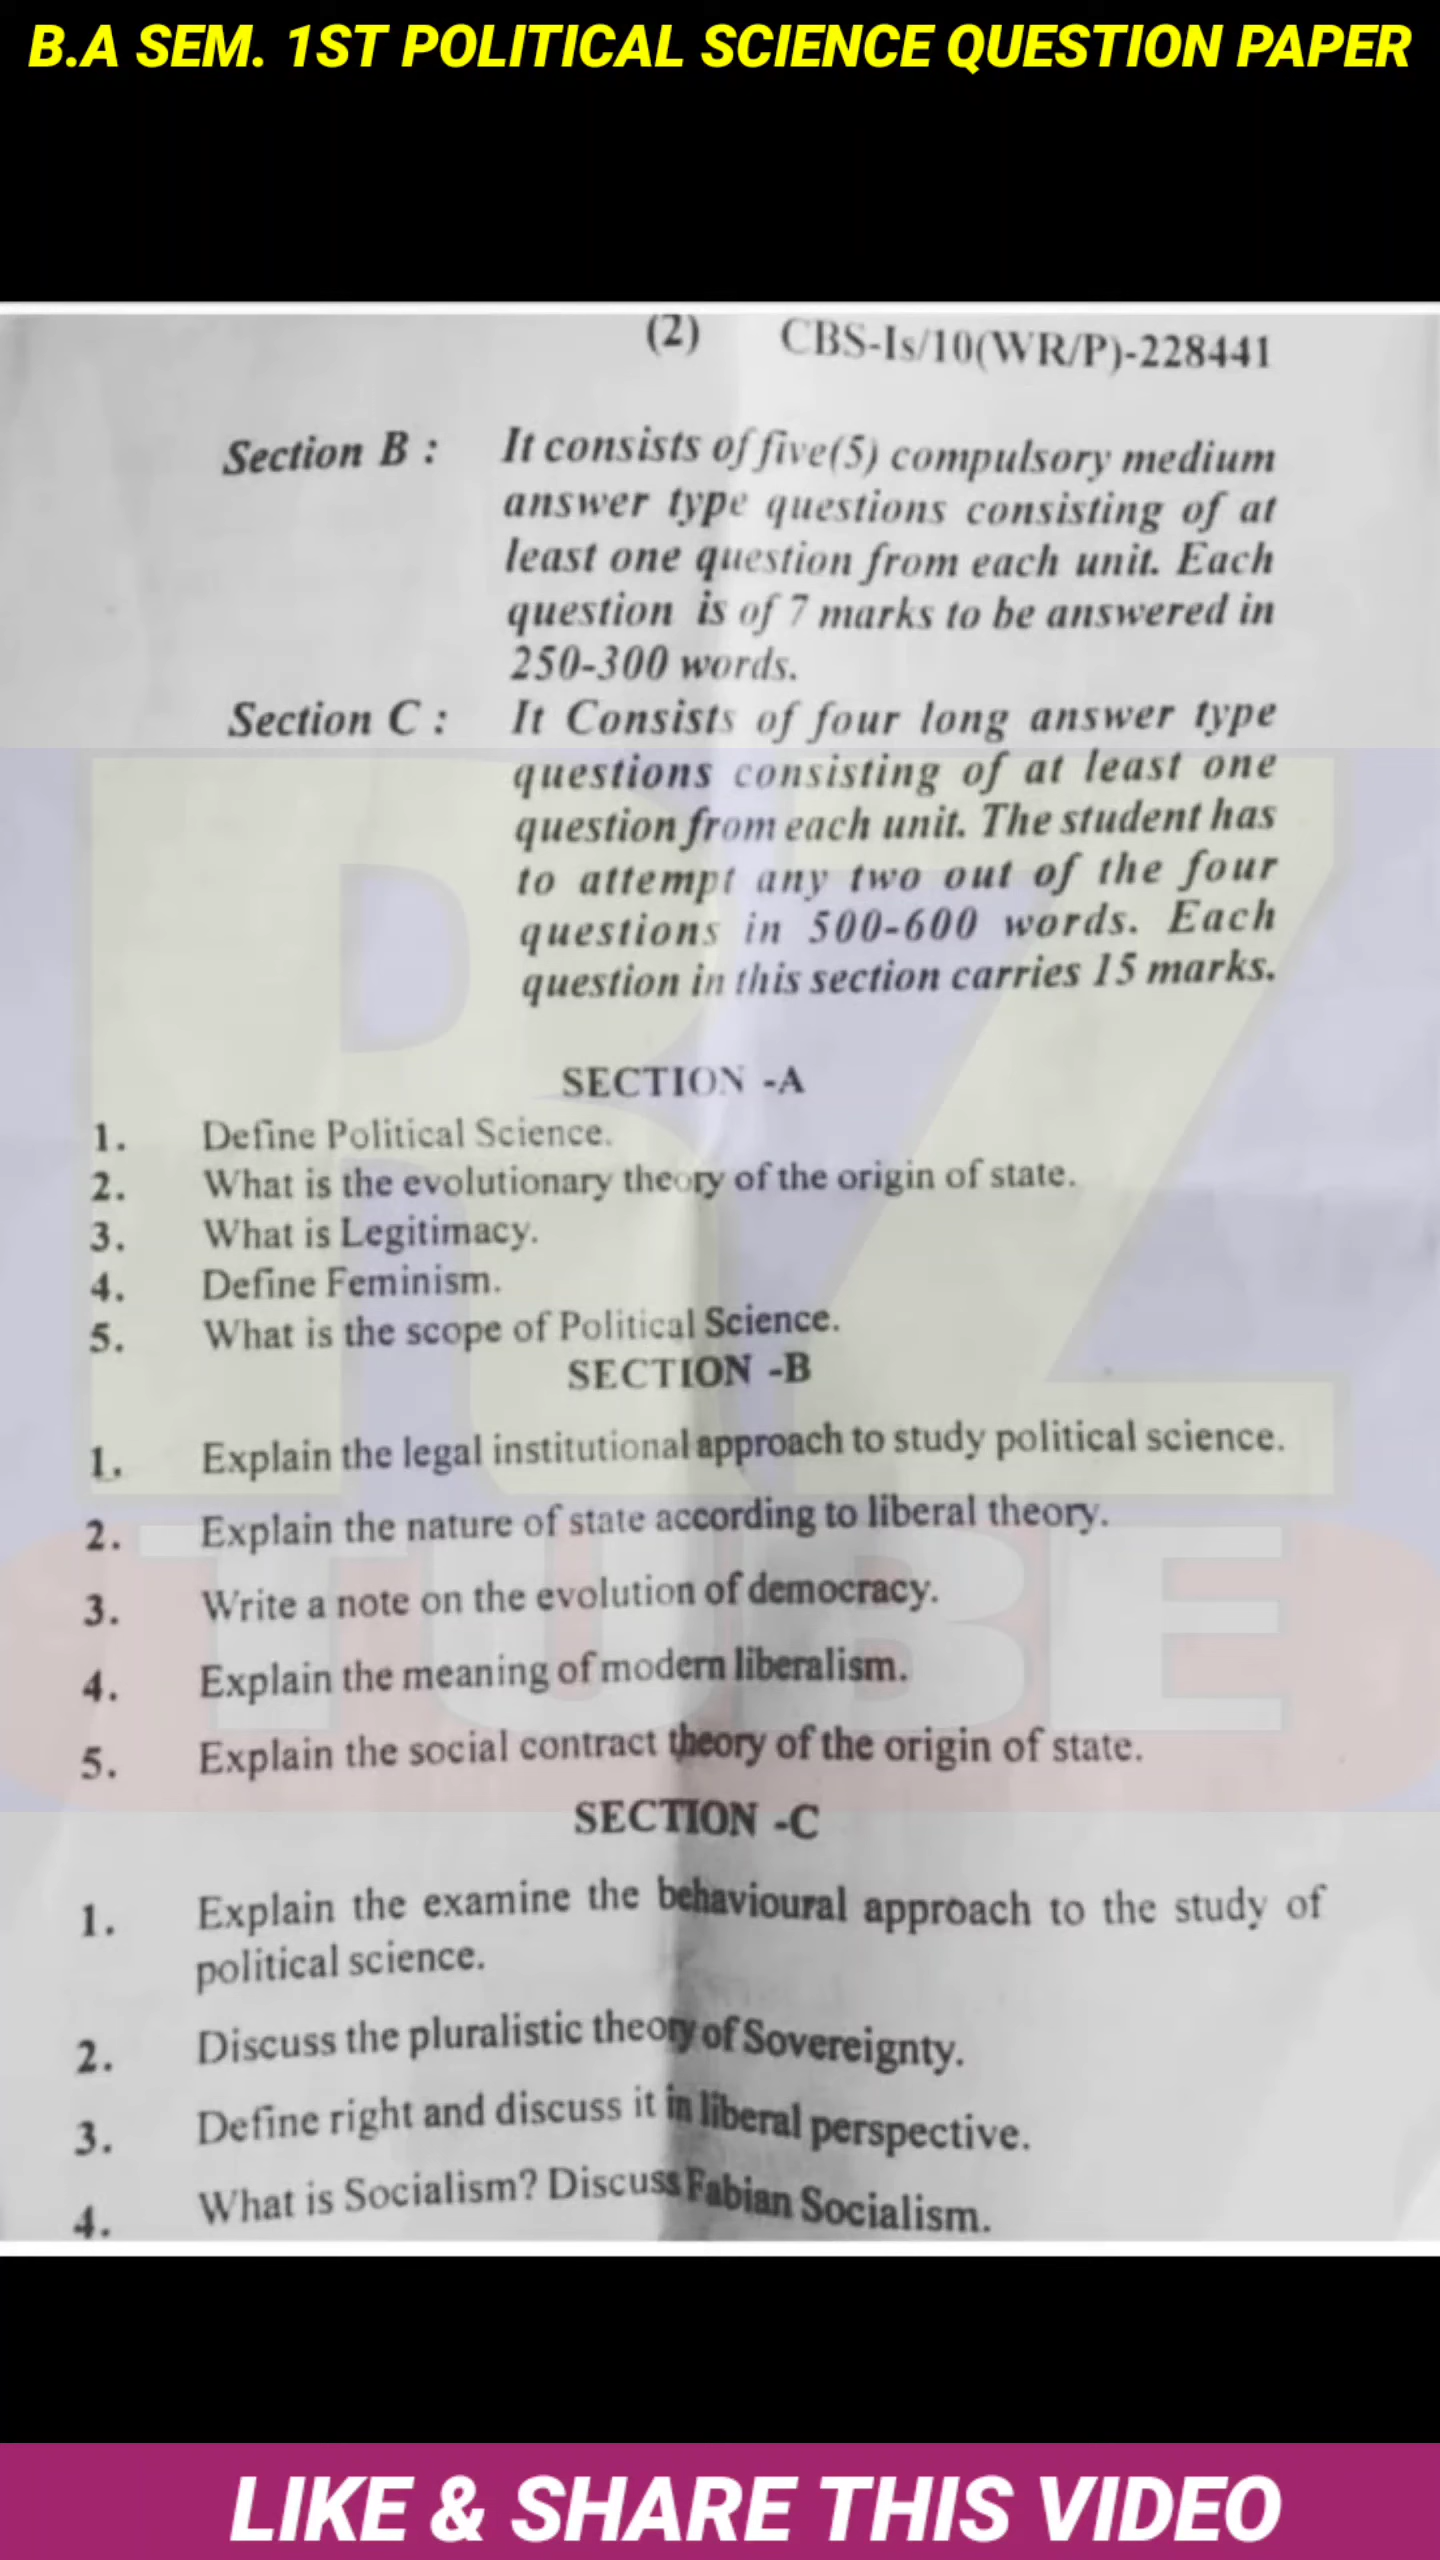 B.A SEM. 1ST POLITICAL SCIENCE QUESTION PAPER
(2) CBS-Is/10(WR/P)-228441
Section B : It consists of five(5) compulsory medium
answer type questions consisting of at
least one question from each unit. Each
question is of 7 marks to be answered in
250-300 words.
Section C : It Consists of four long answer type
questions consisting of at least one
question from each unit. The student has
to attempt any two out of the four
questions in 500-600 words. Each
question in this section carries 15 marks.
SECTION -A
1. Define Political Science.
2. What is the evolutionary theory of the origin of state.
3. What is Legitimacy.
4. Define Feminism.
5. What is the scope of Political Science.
SECTION -B
1. Explain the legal institutional approach to study political science.
2. Explain the nature of state according to liberal theory.
3. Write a note on the evolution of democracy.
4. Explain the meaning of modern liberalism.
5. Explain the social contract theory of the origin of state.
SECTION -C
1. Explain the examine the behavioural approach to the study of
political science.
2. Discuss the pluralistic theory of Sovereignty.
3. Define right and discuss it in liberal perspective.
4. What is Socialism? Discuss Fabian Socialism.
RZ
TUBE
LIKE & SHARE THIS VIDEO